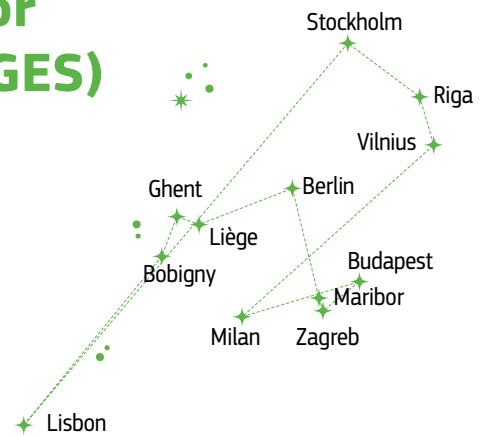 or
GES)
Stockholm
Riga
Vilnius
Ghent
Berlin
Liège
Bobigny
Budapest
Maribor
Milan
Zagreb
Lisbon